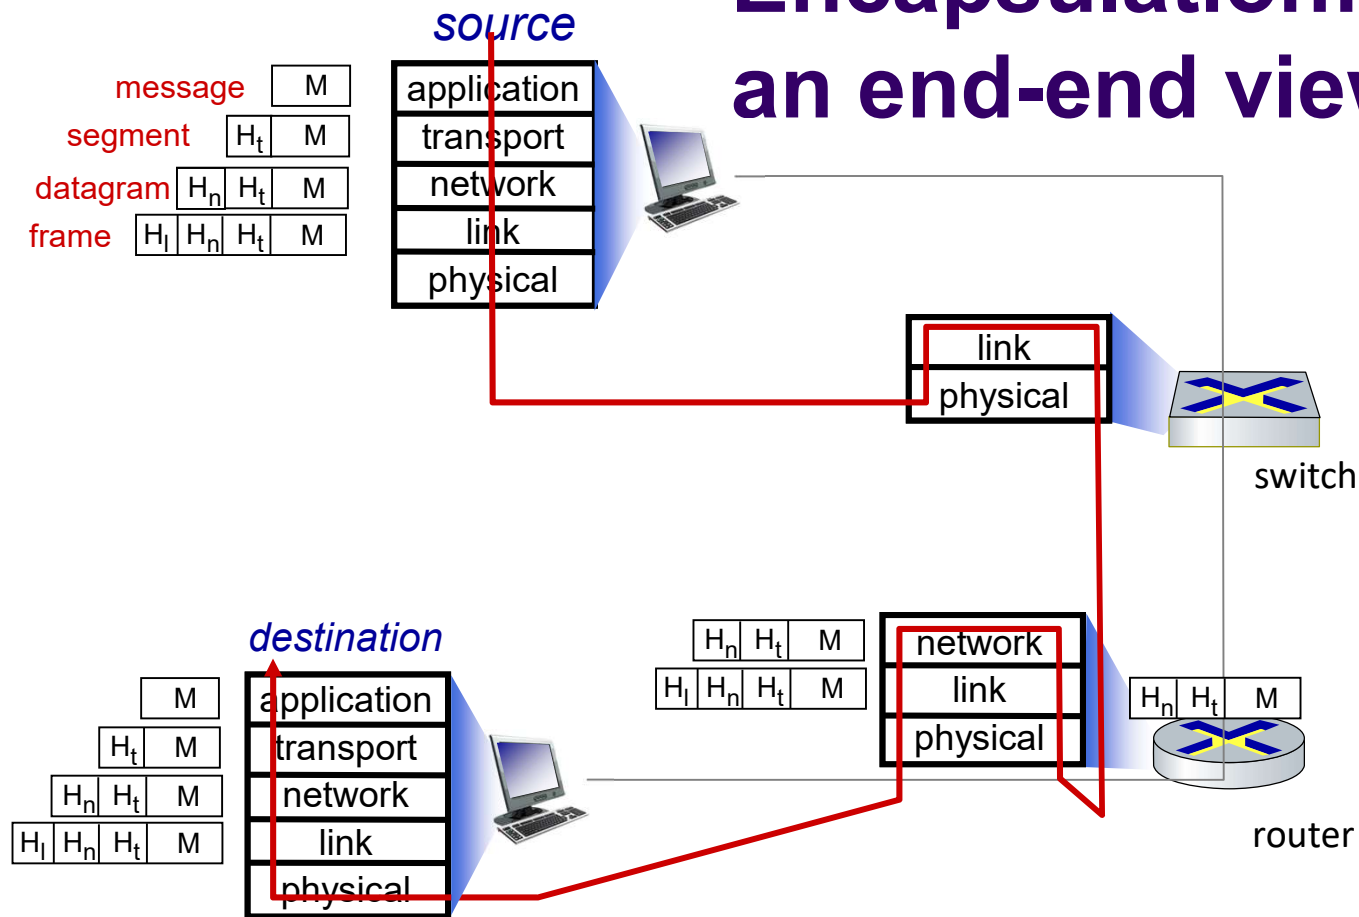 Encapsulation:
an end-end view
source
message M
segment Ht M
datagram Hn Ht M
frame Hl Hn Ht M
application
transport
network
link
physical
link
physical
switch
destination
M
Ht M
Hn Ht M
Hl Hn Ht M
application
transport
network
link
physical
Hn Ht M
Hl Hn Ht M
network
link
physical
Hn Ht M
router